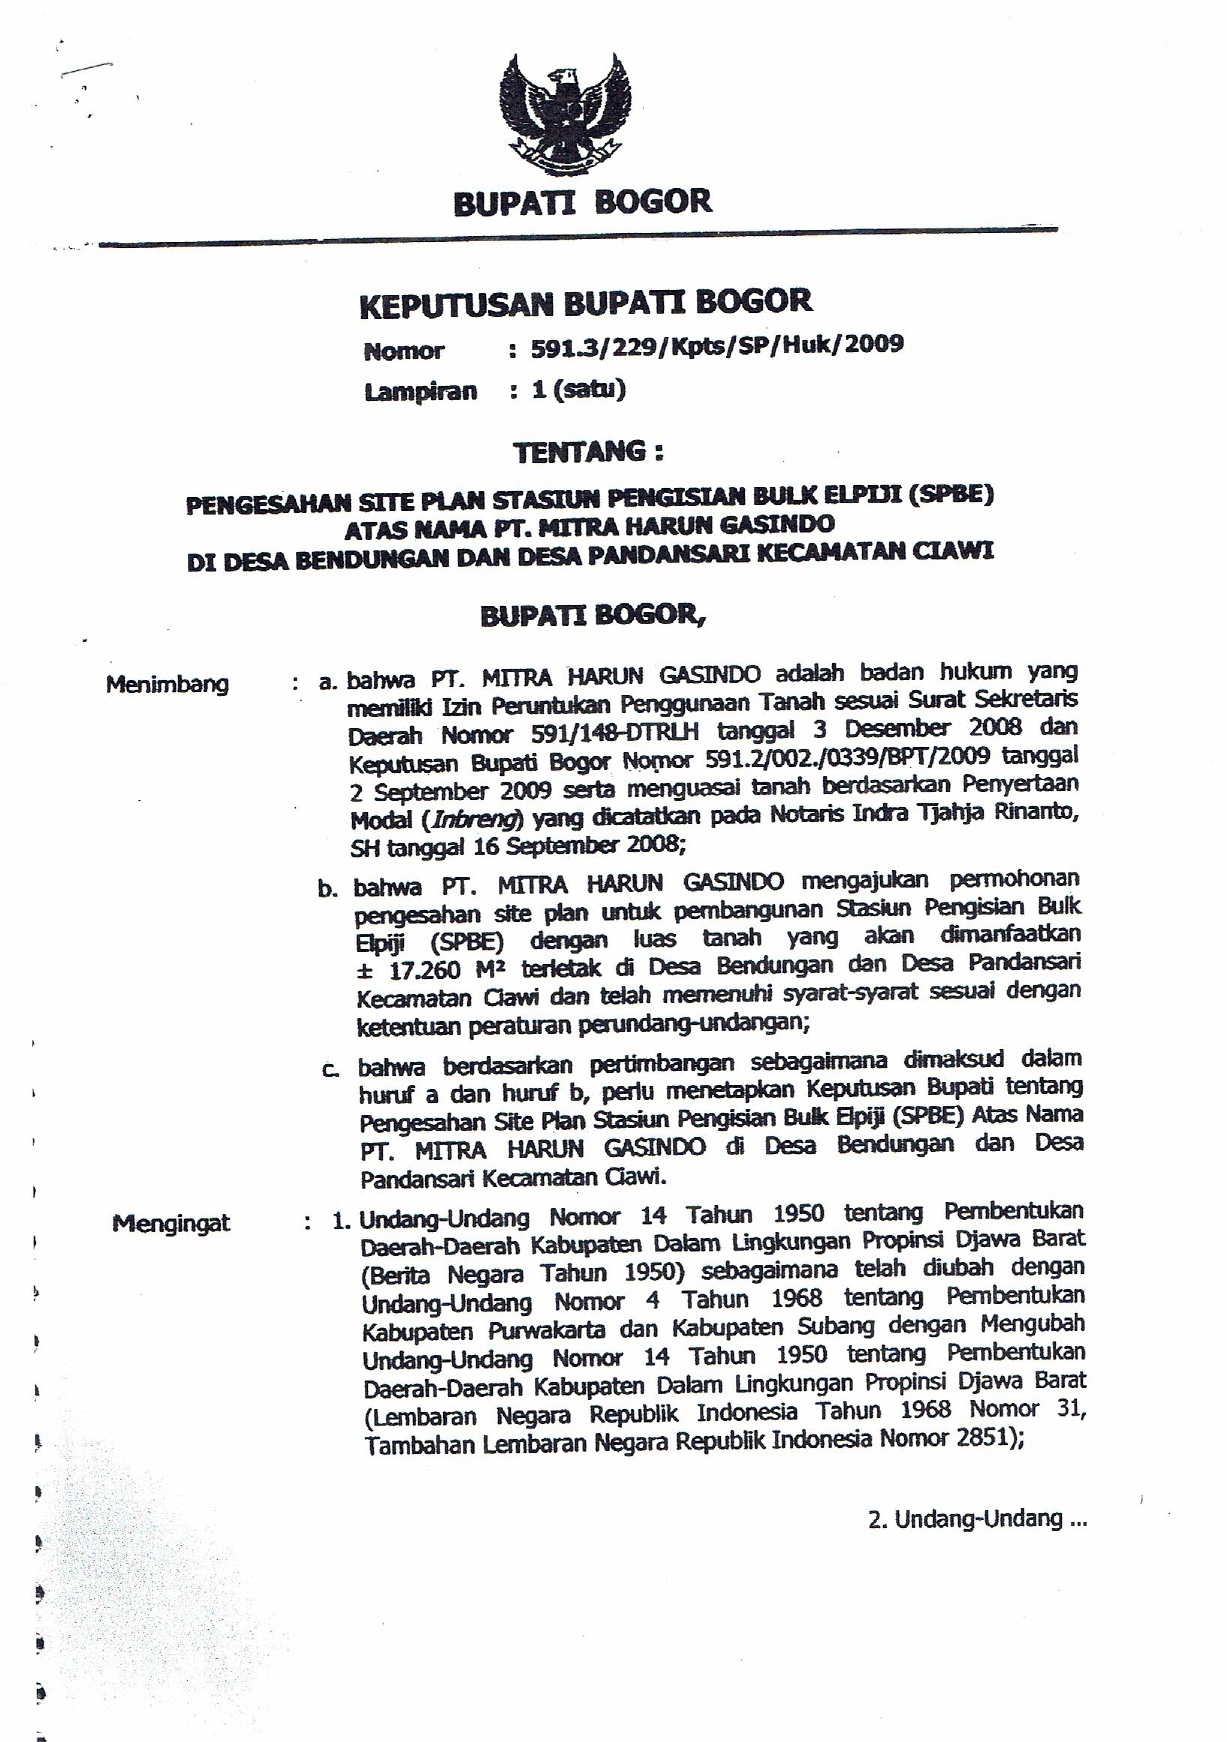 BUPATI BOGOR
KEPUTUSAN BUPATI BOGOR
Nomor : 591.3/229/Kpts/SP/Huk/2009
Lampiran : 1 (satu)
TENTANG :
PENGESAHAN SITE PLAN STASIUN PENGISIAN BULK ELPIJI (SPBE)
ATAS NAMA PT. MITRA HARUN GASINDO
DI DESA BENDUNGAN DAN DESA PANDANSARI KECAMATAN CIAWI
BUPATI BOGOR,
Menimbang : a. bahwa PT. MITRA HARUN GASINDO adalah badan hukum yang
memiliki Izin Peruntukan Penggunaan Tanah sesuai Surat Sekretaris
Daerah Nomor 591/148-DTRLH tanggal 3 Desember 2008 dan
Keputusan Bupati Bogor Nomor 591.2/002./0339/BPT/2009 tanggal
2 September 2009 serta menguasai tanah berdasarkan Penyertaan
Modal (Inbreng) yang dicatatkan pada Notaris Indra Tjahja Rinanto,
SH tanggal 16 September 2008;
b. bahwa PT. MITRA HARUN GASINDO mengajukan permohonan
pengesahan site plan untuk pembangunan Stasiun Pengisian Bulk
Elpiji (SPBE) dengan luas tanah yang akan dimanfaatkan
± 17.260 M² terletak di Desa Bendungan dan Desa Pandansari
Kecamatan Ciawi dan telah memenuhi syarat-syarat sesuai dengan
ketentuan peraturan perundang-undangan;
c. bahwa berdasarkan pertimbangan sebagaimana dimaksud dalam
huruf a dan huruf b, perlu menetapkan Keputusan Bupati tentang
Pengesahan Site Plan Stasiun Pengisian Bulk Elpiji (SPBE) Atas Nama
PT. MITRA HARUN GASINDO di Desa Bendungan dan Desa
Pandansari Kecamatan Ciawi.
Mengingat : 1. Undang-Undang Nomor 14 Tahun 1950 tentang Pembentukan
Daerah-Daerah Kabupaten Dalam Lingkungan Propinsi Djawa Barat
(Berita Negara Tahun 1950) sebagaimana telah diubah dengan
Undang-Undang Nomor 4 Tahun 1968 tentang Pembentukan
Kabupaten Purwakarta dan Kabupaten Subang dengan Mengubah
Undang-Undang Nomor 14 Tahun 1950 tentang Pembentukan
Daerah-Daerah Kabupaten Dalam Lingkungan Propinsi Djawa Barat
(Lembaran Negara Republik Indonesia Tahun 1968 Nomor 31,
Tambahan Lembaran Negara Republik Indonesia Nomor 2851);
2. Undang-Undang ...